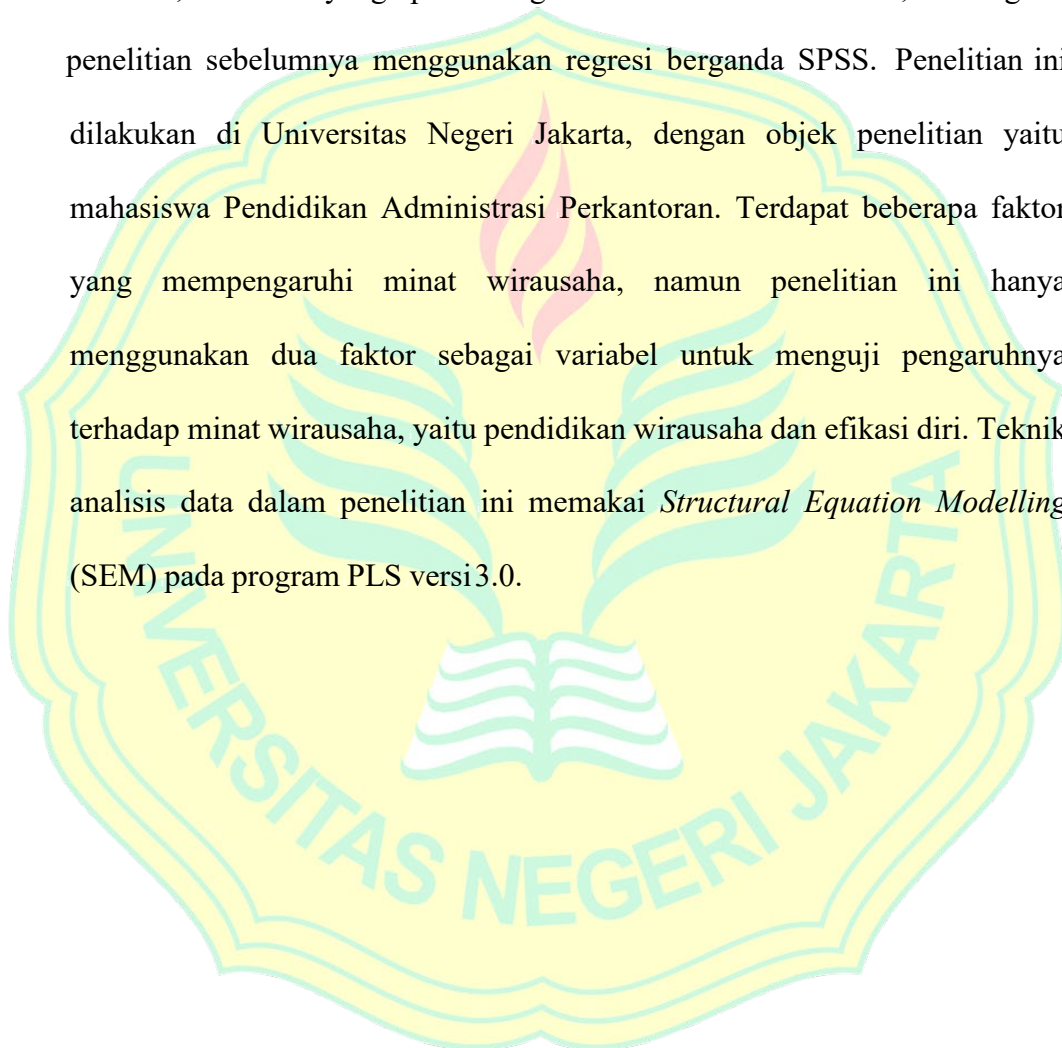 penelitian sebelumnya menggunakan regresi berganda SPSS. Penelitian ini
dilakukan di Universitas Negeri Jakarta, dengan objek penelitian yaitu
mahasiswa Pendidikan Administrasi Perkantoran. Terdapat beberapa faktor
yang mempengaruhi minat wirausaha, namun penelitian ini hanya
menggunakan dua faktor sebagai variabel untuk menguji pengaruhnya
terhadap minat wirausaha, yaitu pendidikan wirausaha dan efikasi diri. Teknik
analisis data dalam penelitian ini memakai Structural Equation Modelling
(SEM) pada program PLS versi 3.0.
UNIVERSITAS NEGERI JAKARTA